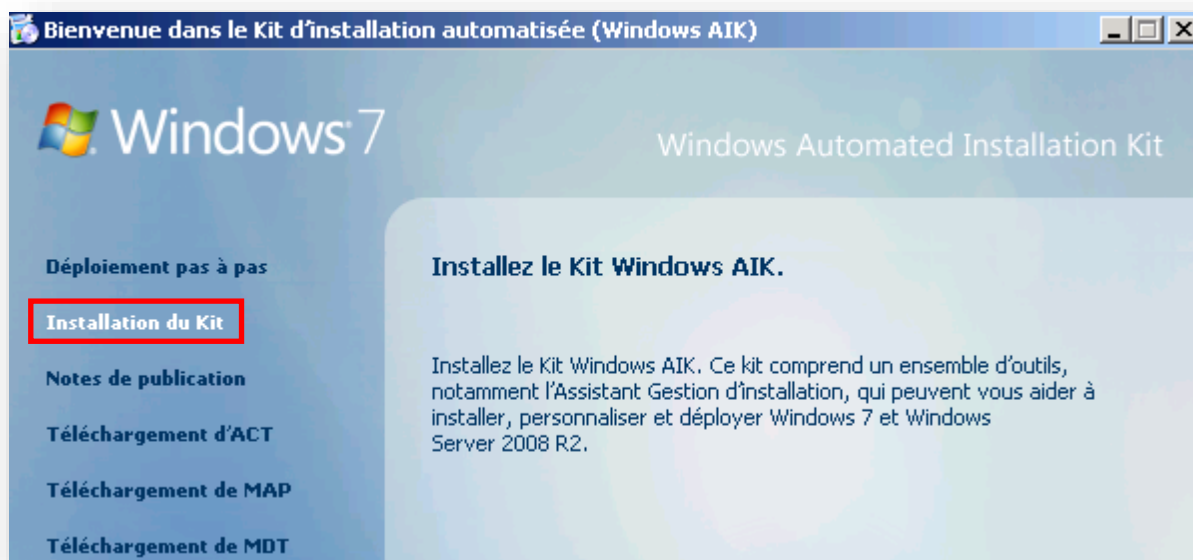 Bienvenue dans le Kit d'installation automatisée (Windows AIK)
Windows 7
Windows Automated Installation Kit
Déploiement pas à pas
Installation du Kit
Notes de publication
Téléchargement d'ACT
Téléchargement de MAP
Téléchargement de MDT
Installez le Kit Windows AIK.
Installez le Kit Windows AIK. Ce kit comprend un ensemble d'outils,
notamment l'Assistant Gestion d'installation, qui peuvent vous aider à
installer, personnaliser et déployer Windows 7 et Windows
Server 2008 R2.